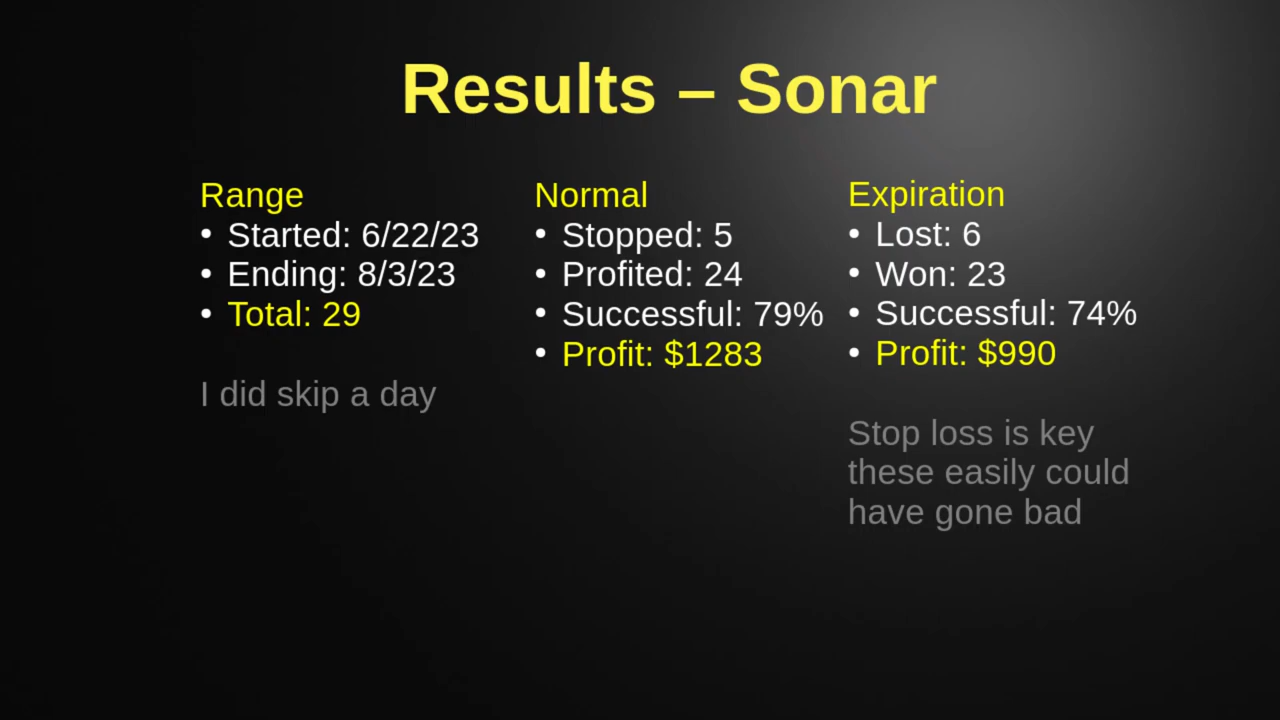 Results – Sonar
Range
• Started: 6/22/23
• Ending: 8/3/23
• Total: 29
I did skip a day
Normal
• Stopped: 5
• Profited: 24
• Successful: 79%
• Profit: $1283
Expiration
• Lost: 6
• Won: 23
• Successful: 74%
• Profit: $990
Stop loss is key
these easily could
have gone bad